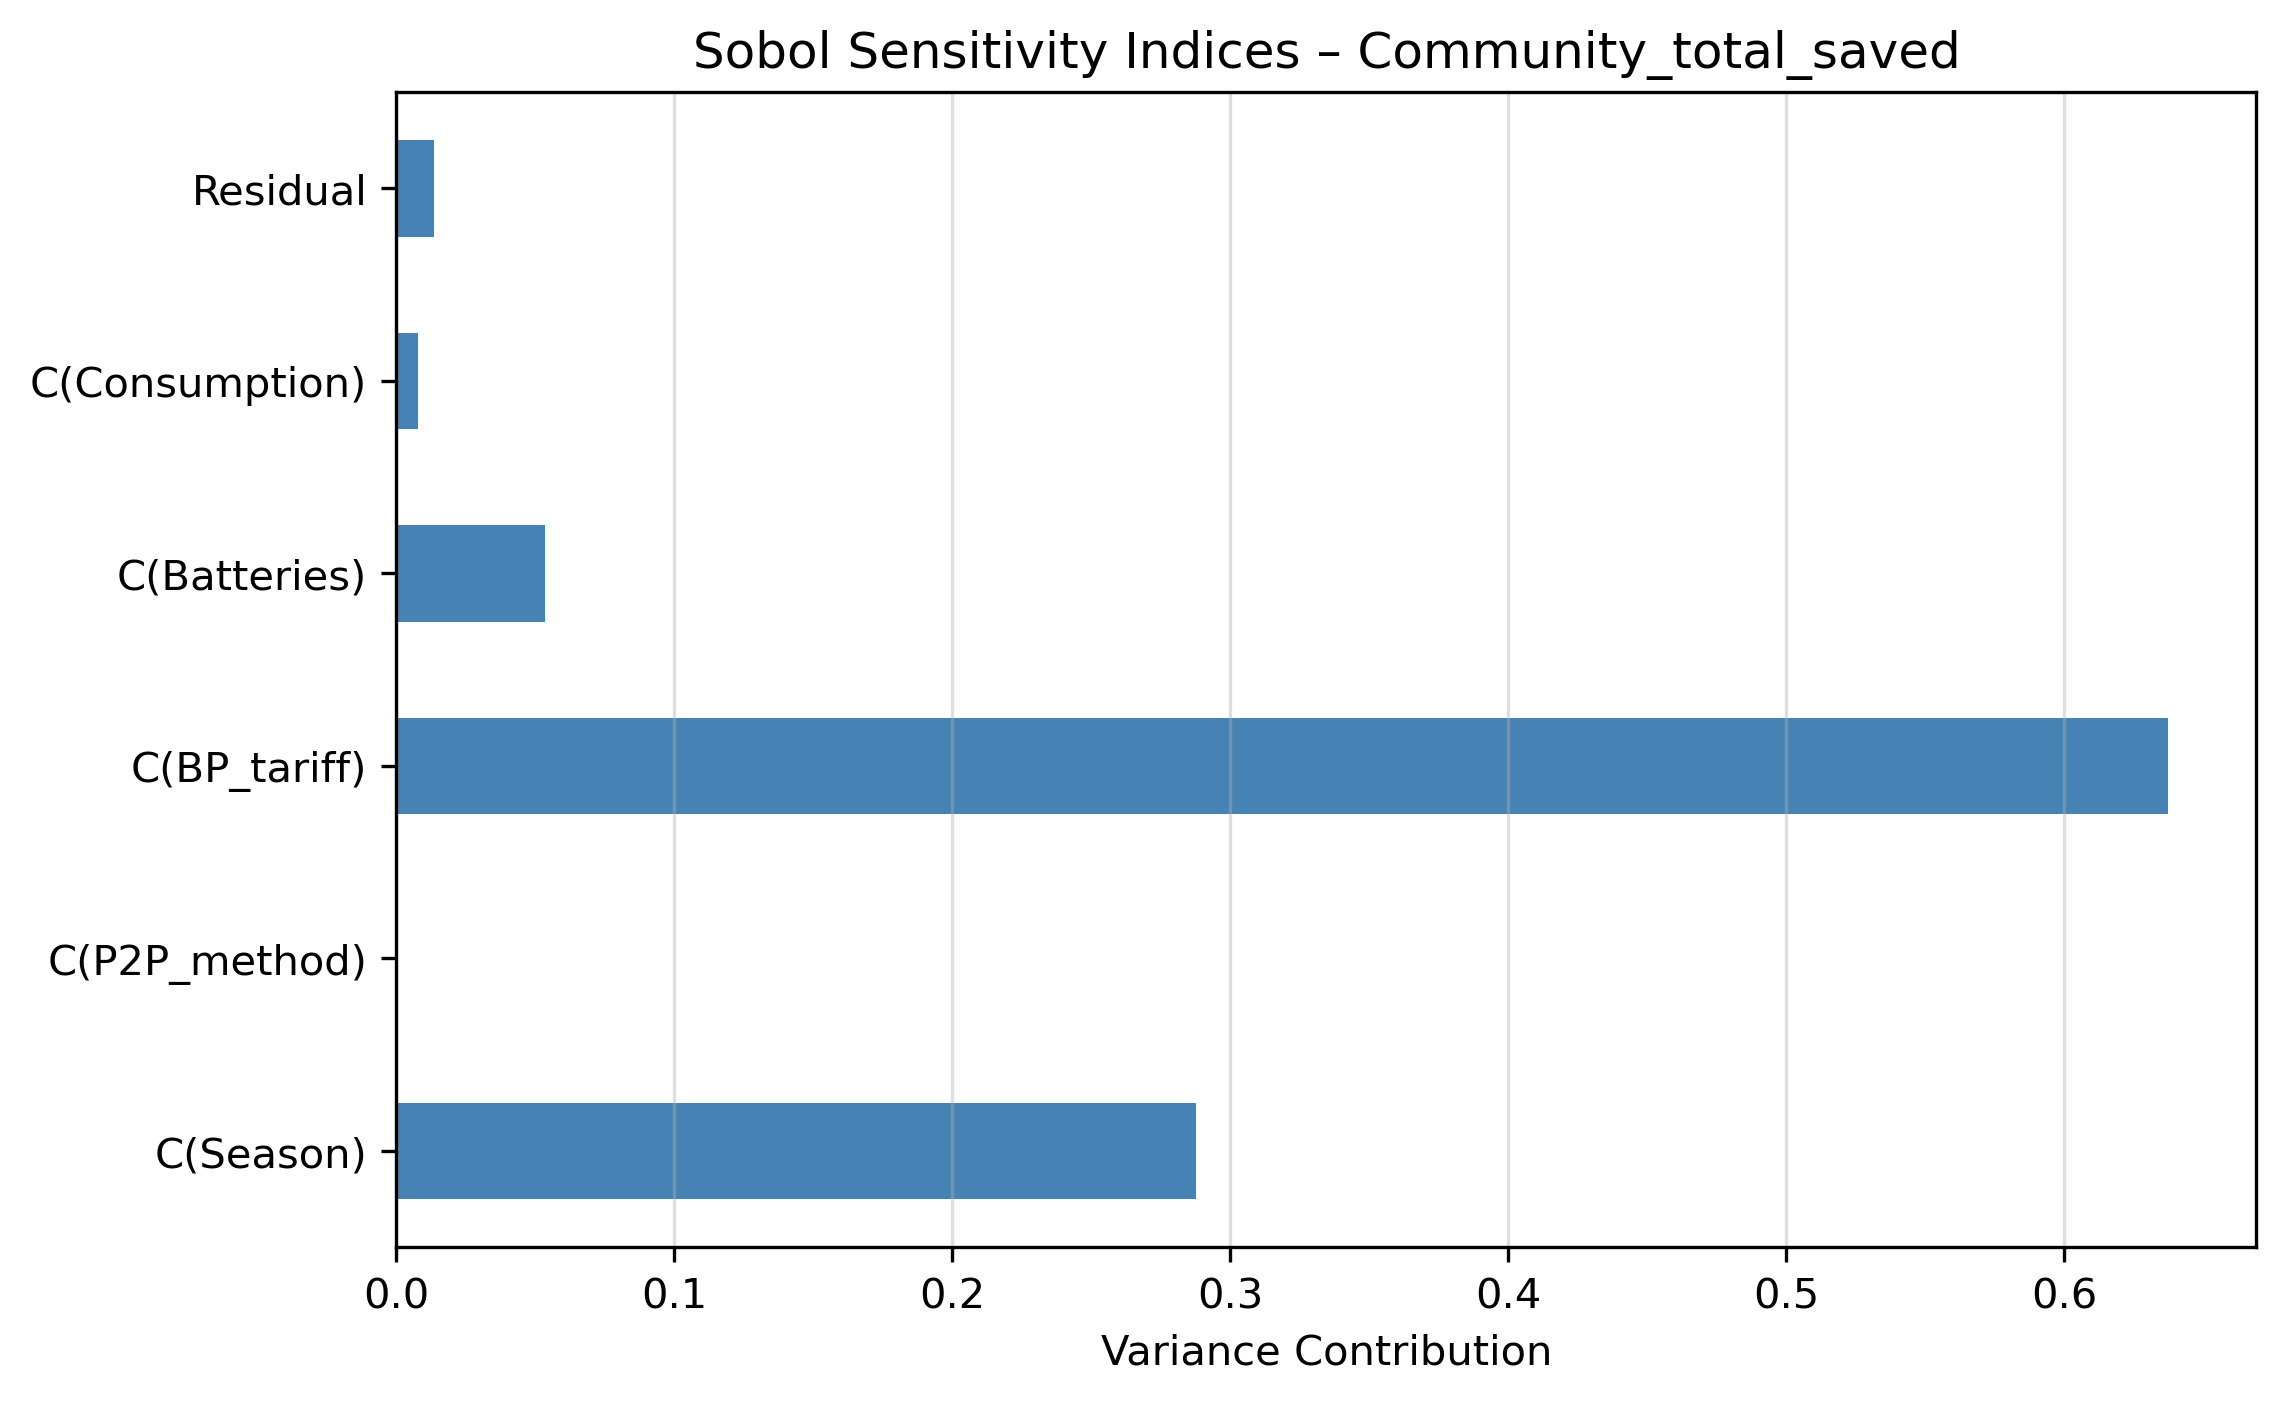 Sobol Sensitivity Indices – Community_total_saved
Residual
C(Consumption)
C(Batteries)
C(BP_tariff)
C(P2P_method)
C(Season)
0.0 0.1 0.2 0.3 0.4 0.5 0.6
Variance Contribution